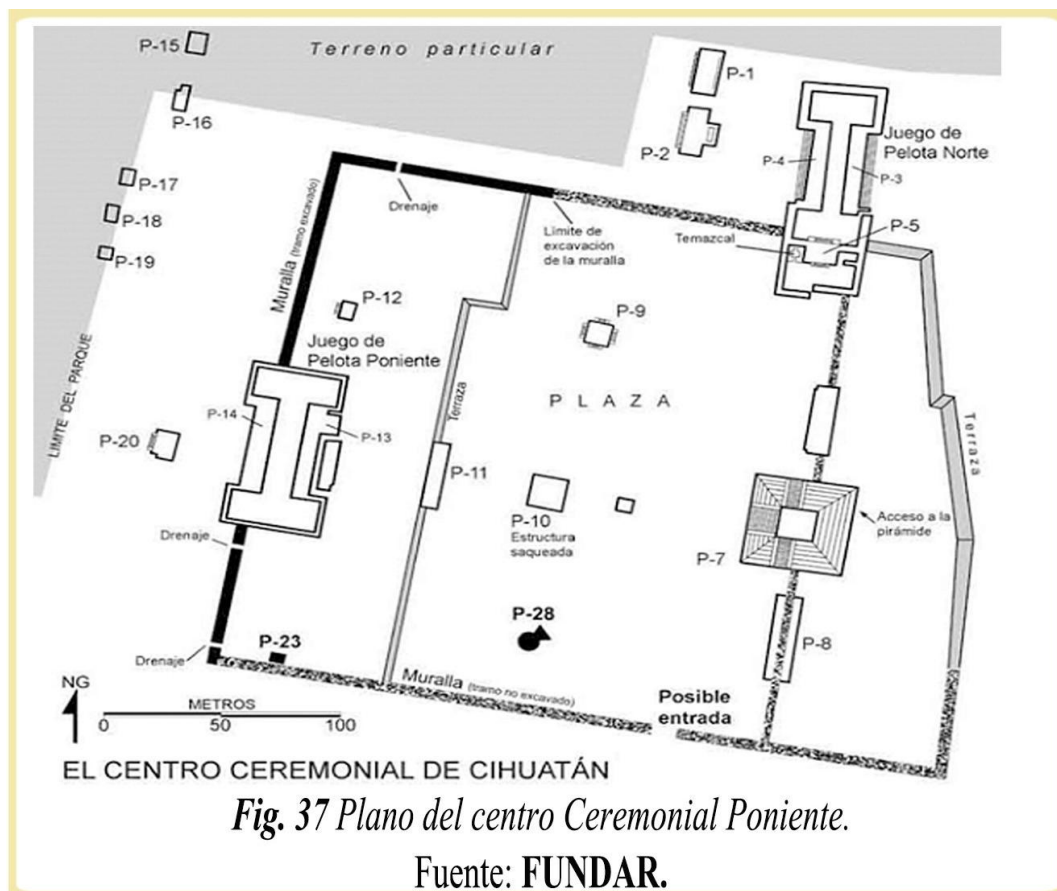 P-15
Terreno particular
P-1
P-16
P-2
Juego de
Pelota Norte
P-4
P-3
P-17
Drenaje
P-18
Límite de
excavación
de la muralla
Temazcal
P-5
P-19
Muralla (tramo excavado)
P-12
P-9
Juego de
Pelota Poniente
LIMITE DEL PARQUE
Terraza
PLAZA
P-14
P-13
Terraza
P-20
P-11
P-10
Estructura
saqueada
Acceso a la
pirámide
Drenaje
P-7
P-28
P-23
P-8
Drenaje
Muralla (tramo no excavado)
Posible
entrada
NG
METROS
0 50 100
EL CENTRO CEREMONIAL DE CIHUATÁN
Fig. 37 Plano del centro Ceremonial Poniente.
Fuente: FUNDAR.